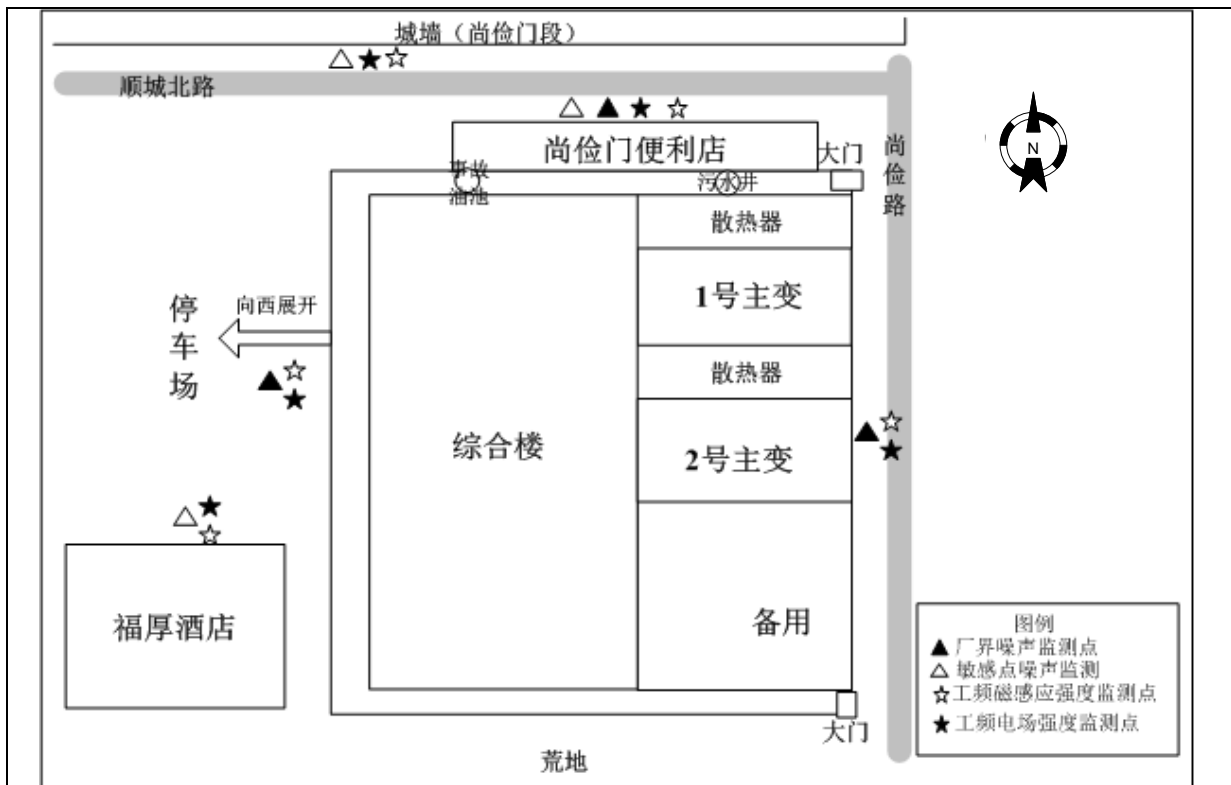 城墙（尚俭门段）
顺城北路
尚俭门便利店
大门
尚俭路
事故
油池
污水井
散热器
N
1号主变
向西展开
停车场
散热器
综合楼
2号主变
福厚酒店
备用
图例
厂界噪声监测点
敏感点噪声监测
工频磁感应强度监测点
工频电场强度监测点
大门
荒地